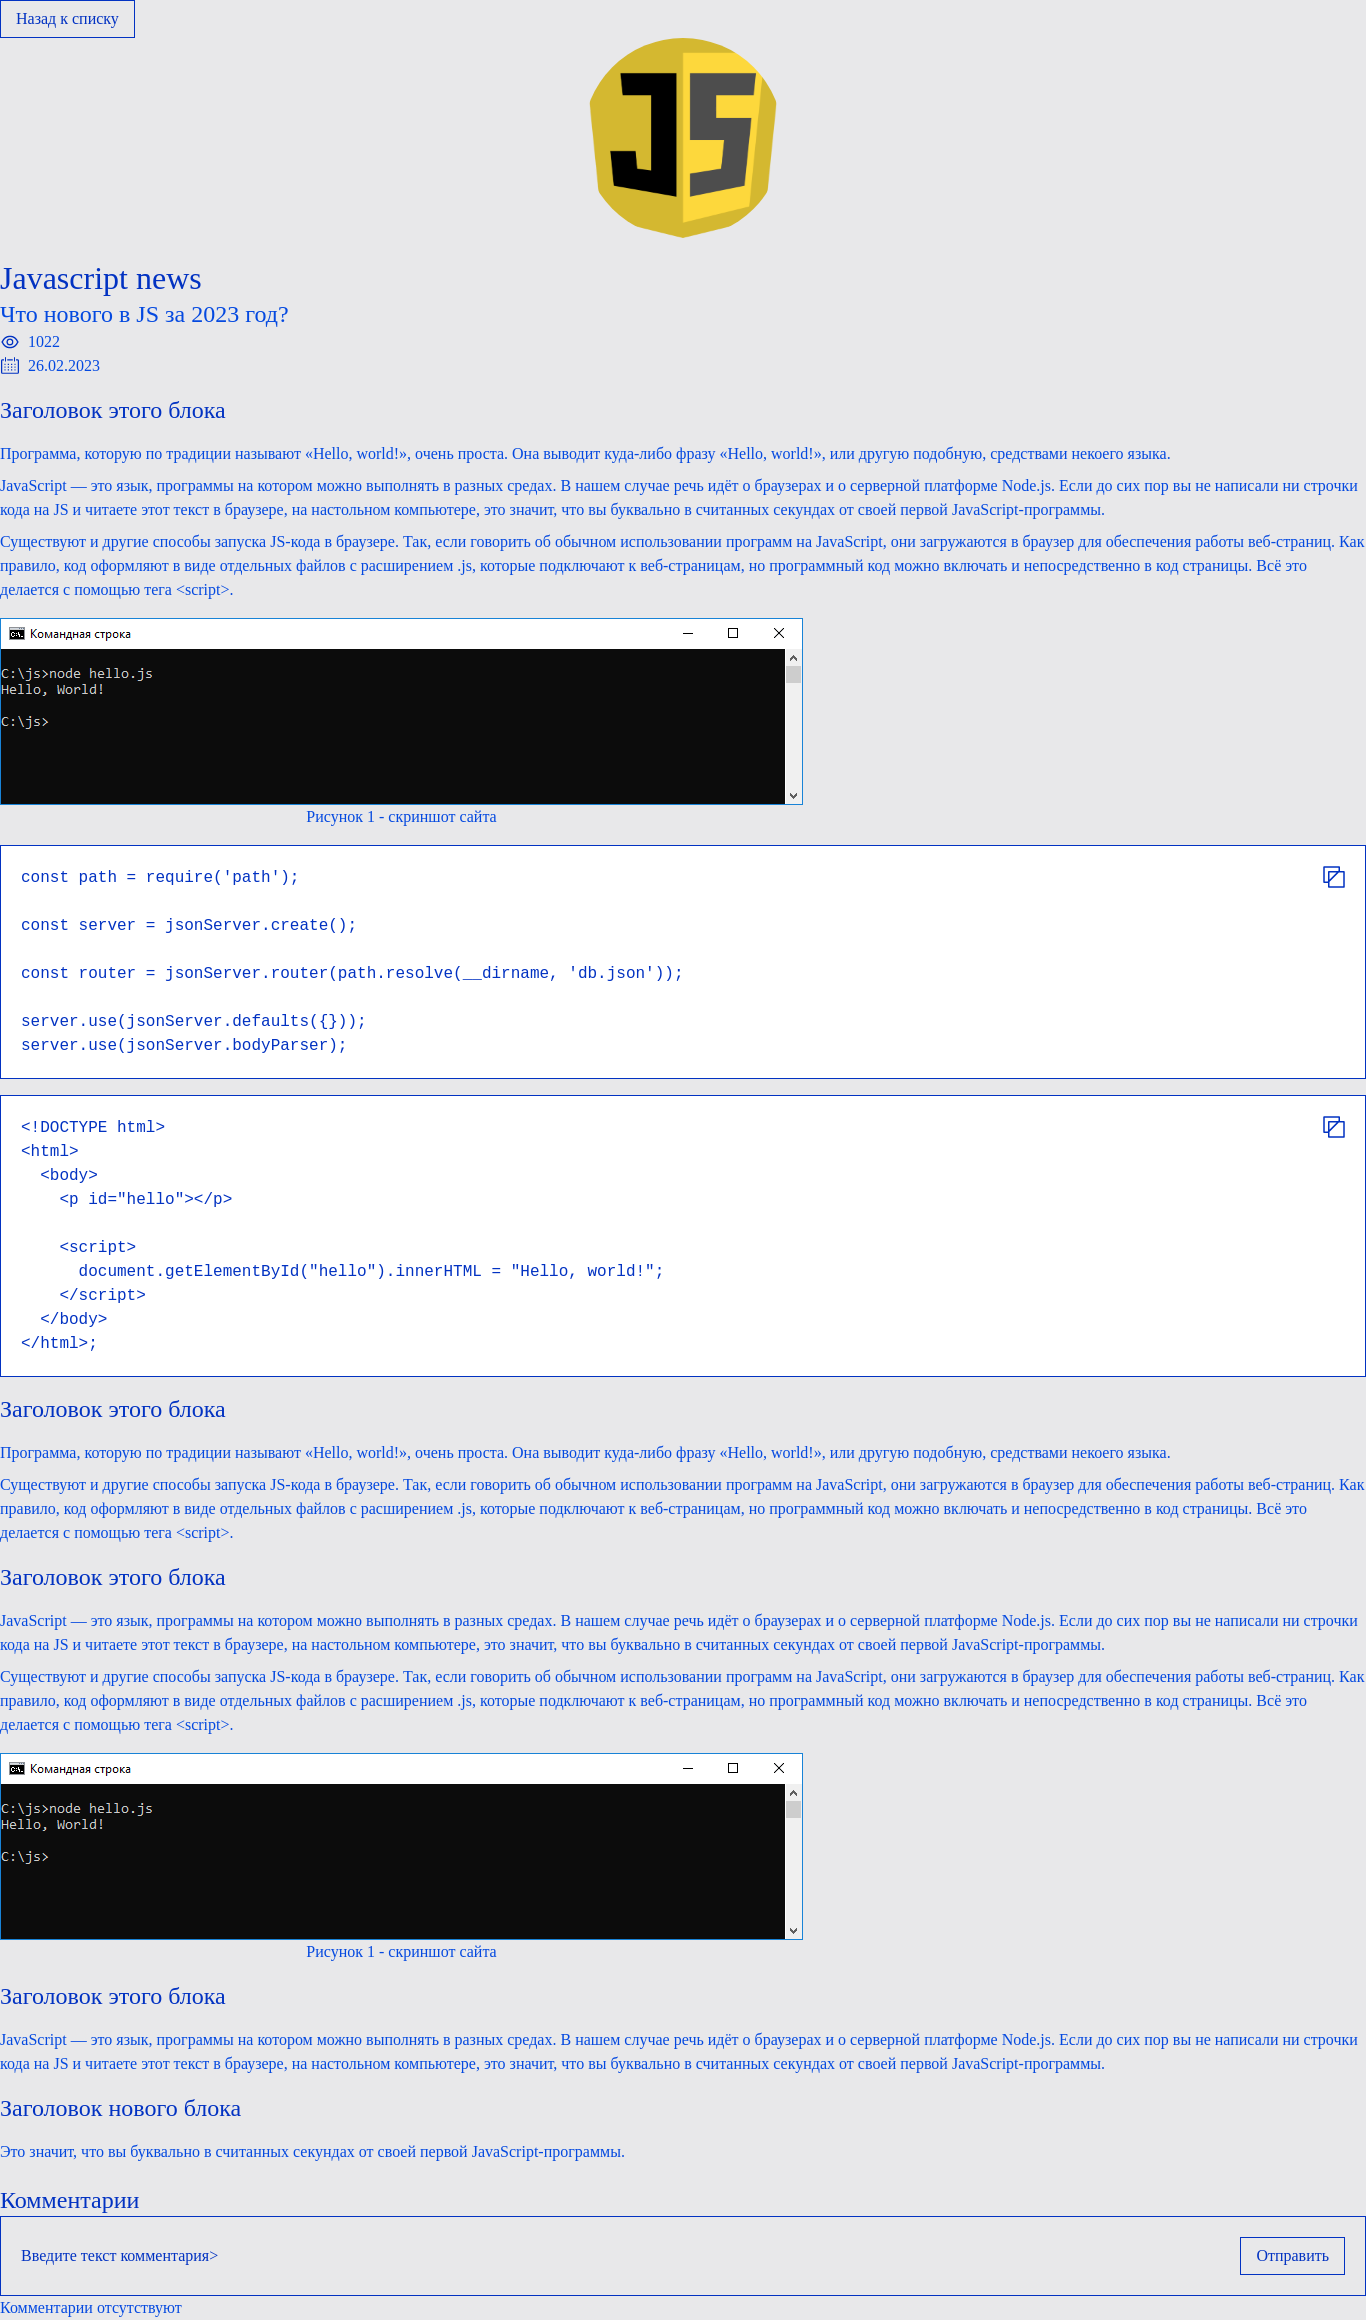 Назад к списку
JS
Javascript news
Что нового в JS за 2023 год?
1022
26.02.2023
Заголовок этого блока
Программа, которую по традиции называют «Hello, world!», очень проста. Она выводит куда-либо фразу «Hello, world!», или другую подобную, средствами некоего языка.
JavaScript — это язык, программы на котором можно выполнять в разных средах. В нашем случае речь идёт о браузерах и о серверной платформе Node.js. Если до сих пор вы не написали ни строчки
кода на JS и читаете этот текст в браузере, на настольном компьютере, это значит, что вы буквально в считанных секундах от своей первой JavaScript-программы.
Существуют и другие способы запуска JS-кода в браузере. Так, если говорить об обычном использовании программ на JavaScript, они загружаются в браузер для обеспечения работы веб-страниц. Как
правило, код оформляют в виде отдельных файлов с расширением .js, которые подключают к веб-страницам, но программный код можно включать и непосредственно в код страницы. Всё это
делается с помощью тега <script>.
Командная строка
C:\js>node hello.js
Hello, World!
C:\js>
Рисунок 1 - скриншот сайта
const path = require('path');
const server = jsonServer.create();
const router = jsonServer.router(path.resolve(__dirname, 'db.json'));
server.use(jsonServer.defaults({}));
server.use(jsonServer.bodyParser);
<!DOCTYPE html>
<html>
  <body>
    <p id="hello"></p>
    <script>
      document.getElementById("hello").innerHTML = "Hello, world!";
    </script>
  </body>
</html>;
Заголовок этого блока
Программа, которую по традиции называют «Hello, world!», очень проста. Она выводит куда-либо фразу «Hello, world!», или другую подобную, средствами некоего языка.
Существуют и другие способы запуска JS-кода в браузере. Так, если говорить об обычном использовании программ на JavaScript, они загружаются в браузер для обеспечения работы веб-страниц. Как
правило, код оформляют в виде отдельных файлов с расширением .js, которые подключают к веб-страницам, но программный код можно включать и непосредственно в код страницы. Всё это
делается с помощью тега <script>.
Заголовок этого блока
JavaScript — это язык, программы на котором можно выполнять в разных средах. В нашем случае речь идёт о браузерах и о серверной платформе Node.js. Если до сих пор вы не написали ни строчки
кода на JS и читаете этот текст в браузере, на настольном компьютере, это значит, что вы буквально в считанных секундах от своей первой JavaScript-программы.
Существуют и другие способы запуска JS-кода в браузере. Так, если говорить об обычном использовании программ на JavaScript, они загружаются в браузер для обеспечения работы веб-страниц. Как
правило, код оформляют в виде отдельных файлов с расширением .js, которые подключают к веб-страницам, но программный код можно включать и непосредственно в код страницы. Всё это
делается с помощью тега <script>.
Командная строка
C:\js>node hello.js
Hello, World!
C:\js>
Рисунок 1 - скриншот сайта
Заголовок этого блока
JavaScript — это язык, программы на котором можно выполнять в разных средах. В нашем случае речь идёт о браузерах и о серверной платформе Node.js. Если до сих пор вы не написали ни строчки
кода на JS и читаете этот текст в браузере, на настольном компьютере, это значит, что вы буквально в считанных секундах от своей первой JavaScript-программы.
Заголовок нового блока
Это значит, что вы буквально в считанных секундах от своей первой JavaScript-программы.
Комментарии
Введите текст комментария>
Отправить
Комментарии отсутствуют